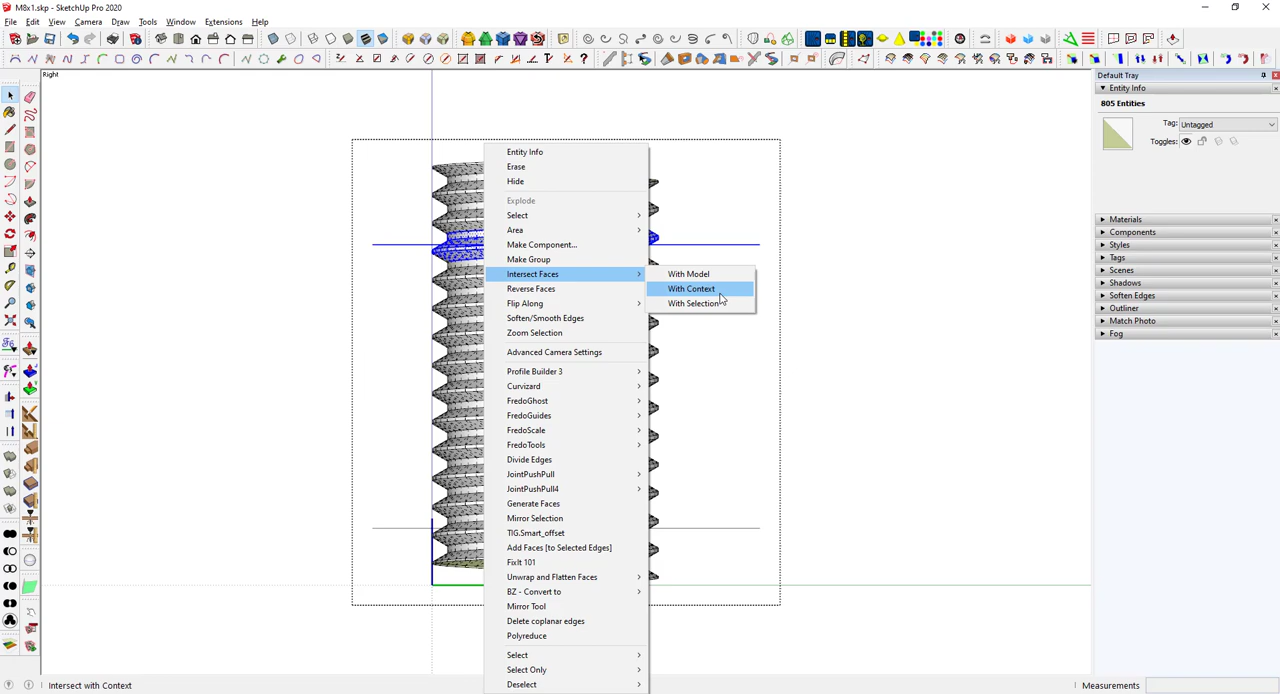 M8x1.skp - SketchUp Pro 2020
File Edit View Camera Draw Tools Window Extensions Help
Right
Default Tray
Entity Info
805 Entities
Tag: Untagged
Toggles:
Materials
Components
Styles
Tags
Scenes
Shadows
Soften Edges
Outliner
Match Photo
Fog
Entity Info
Erase
Hide
Explode
Select
Area
Make Component...
Make Group
Intersect Faces
Reverse Faces
Flip Along
Soften/Smooth Edges
Zoom Selection
Advanced Camera Settings
Profile Builder 3
Curvizard
FredoGhost
FredoGuides
FredoScale
FredoTools
Divide Edges
JointPushPull
JointPushPull4
Generate Faces
Mirror Selection
TIG.Smart_offset
Add Faces [to Selected Edges]
FixIt 101
Unwrap and Flatten Faces
BZ - Convert to
Mirror Tool
Delete coplanar edges
Polyreduce
Select
Select Only
Deselect
With Model
With Context
With Selection
Intersect with Context
Measurements